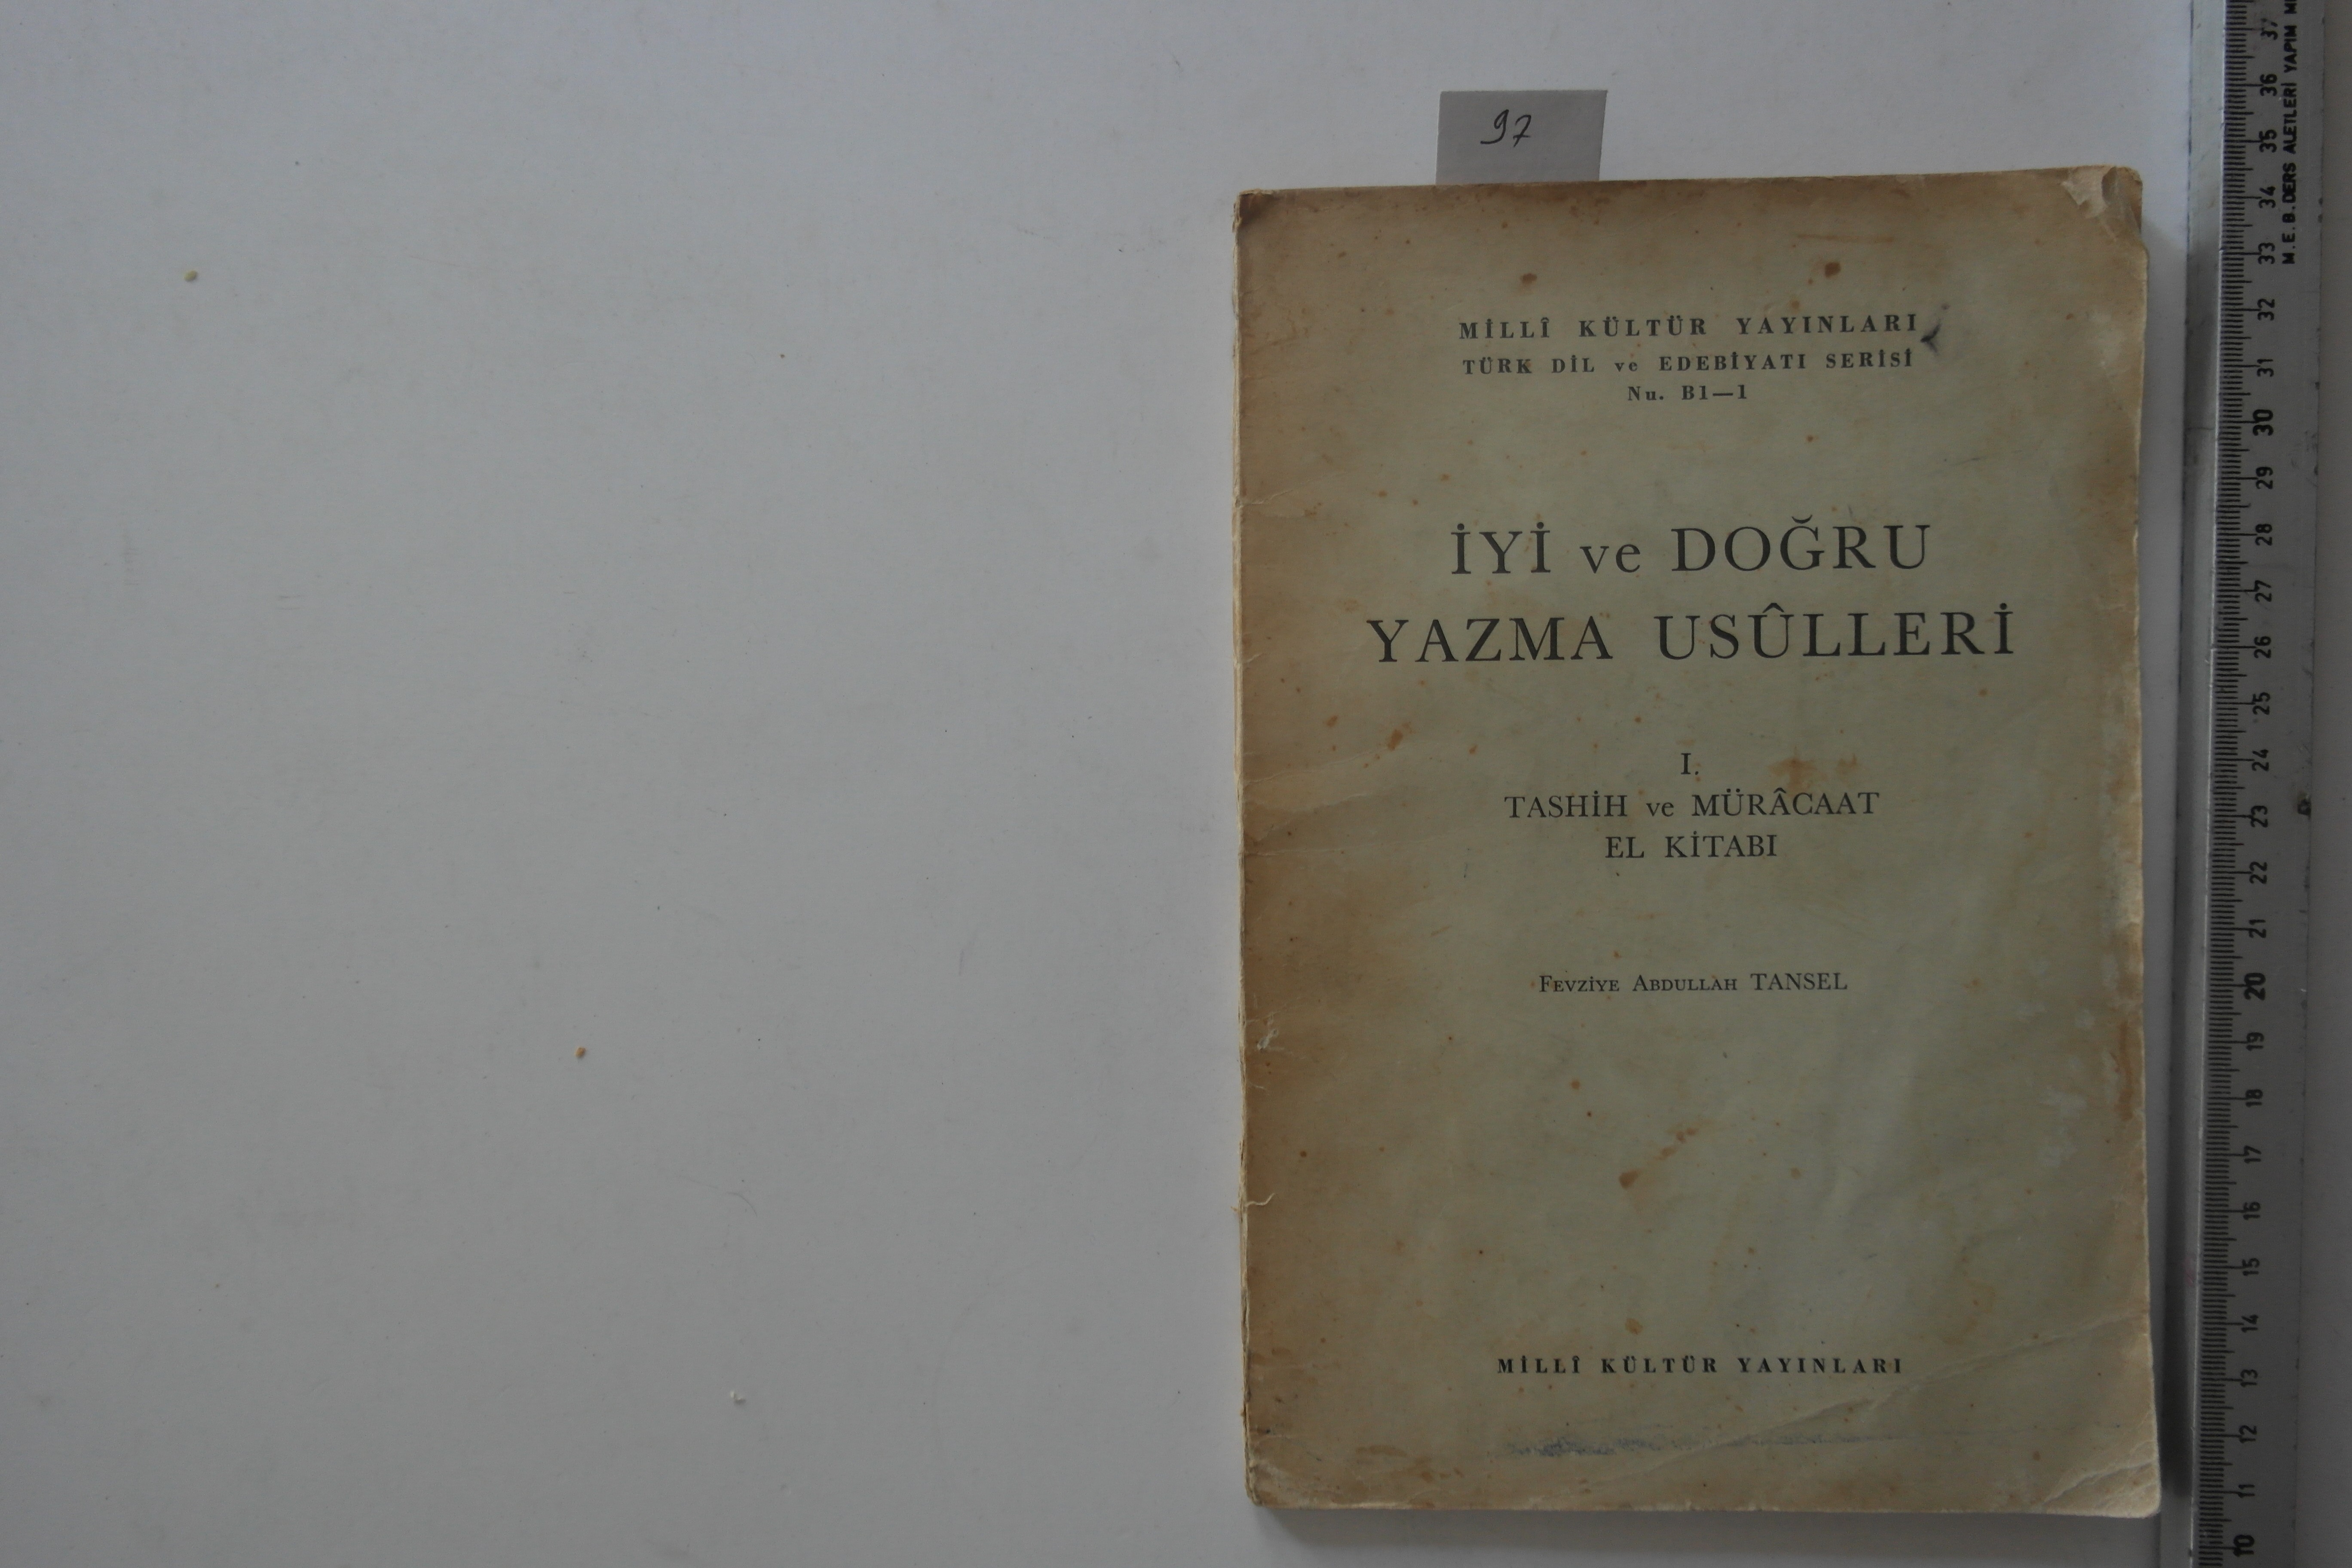 97
MİLLÎ KÜLTÜR YAYINLARI
TÜRK DİL ve EDEBİYATI SERİSİ
Nu. B1—1
İYİ ve DOĞRU
YAZMA USÛLLERİ
I.
TASHİH ve MÜRÂCAAT
EL KİTABI
FEVZİYE ABDULLAH TANSEL
MİLLÎ KÜLTÜR YAYINLARI
M.E.B. DERS ALETLERİ YAPIM
37
36
35
34
33
32
31
30
29
28
27
26
25
24
23
22
21
20
19
18
17
16
15
14
13
12
11
10